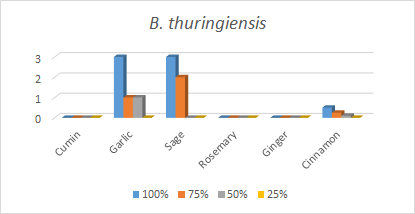 B. thuringiensis
3
2
1
0
Cumin
Garlic
Sage
Rosemary
Ginger
Cinnamon
100% 75% 50% 25%